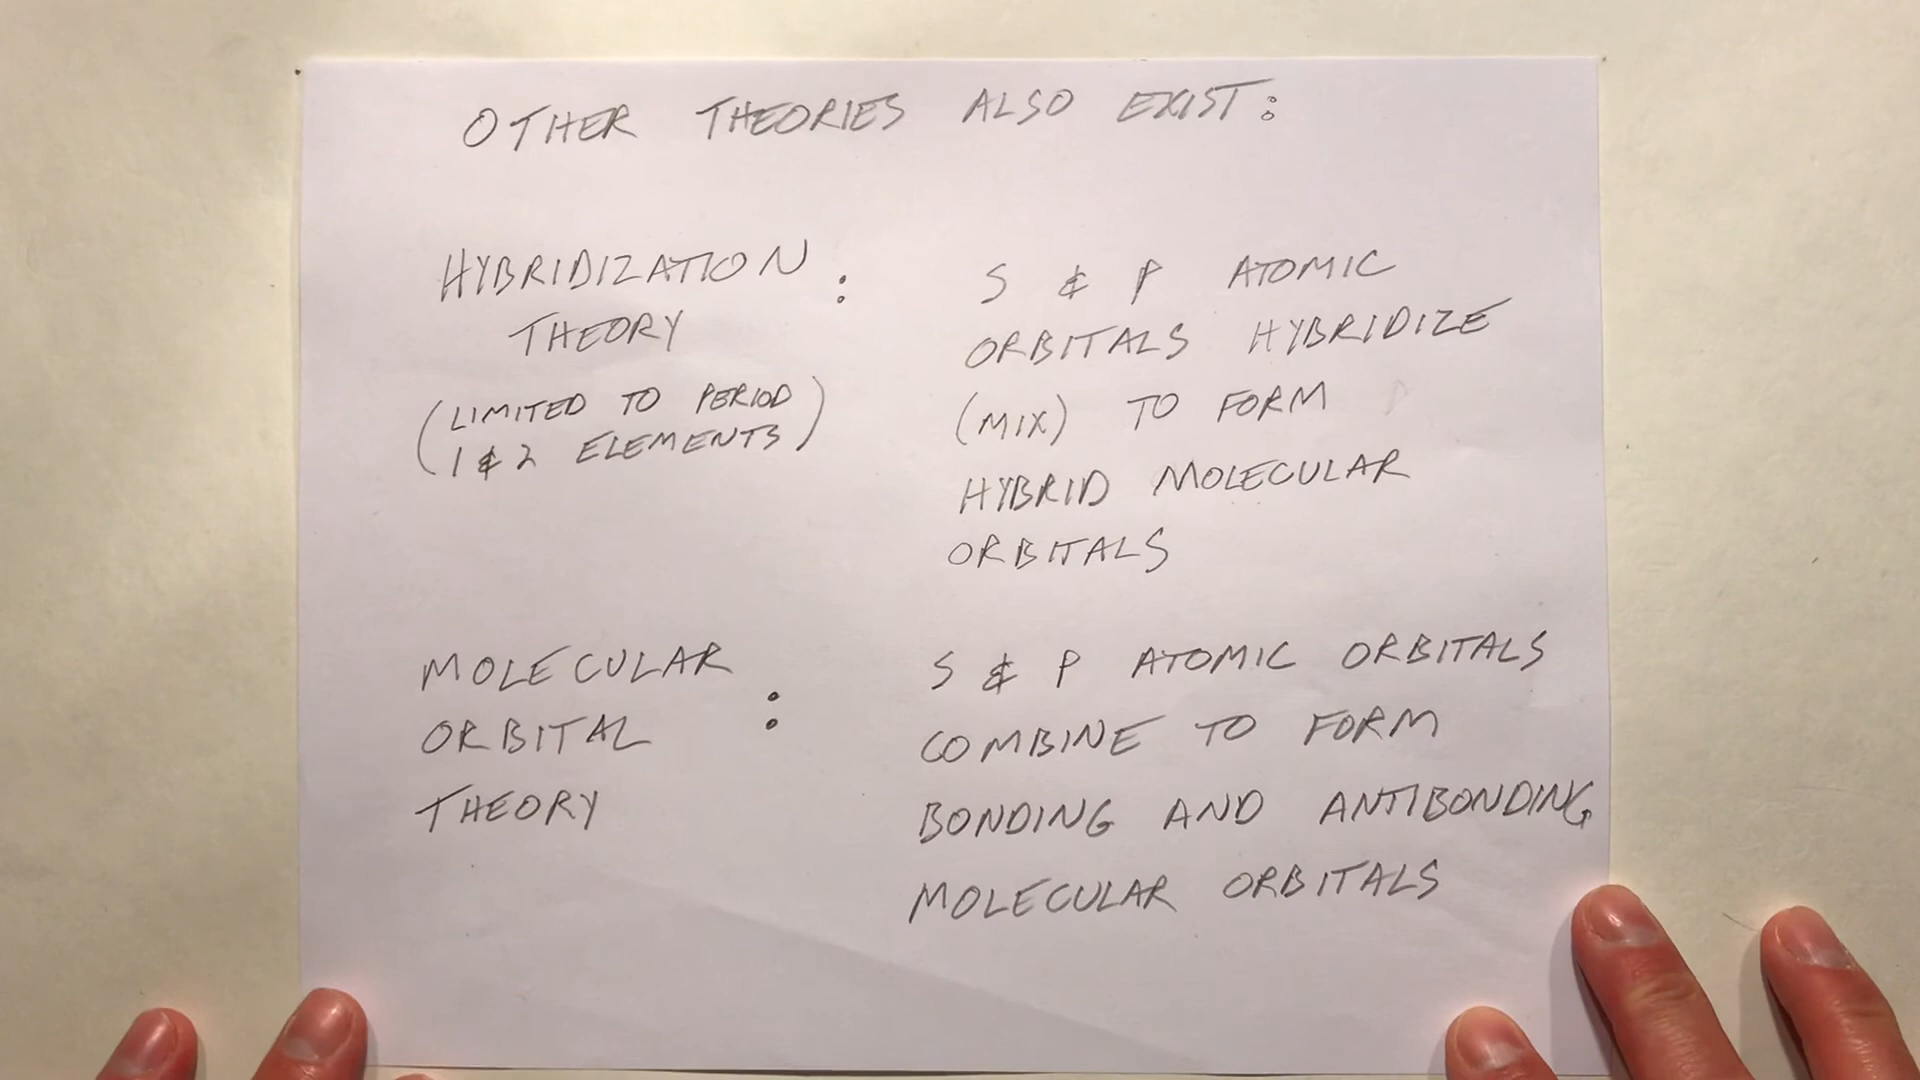 OTHER THEORIES ALSO EXIST:
HYBRIDIZATION :
THEORY
(LIMITED TO PERIOD
1 & 2 ELEMENTS)
S & P ATOMIC
ORBITALS HYBRIDIZE
(MIX) TO FORM
HYBRID MOLECULAR
ORBITALS
MOLECULAR
ORBITAL :
THEORY
S & P ATOMIC ORBITALS
COMBINE TO FORM
BONDING AND ANTIBONDING
MOLECULAR ORBITALS